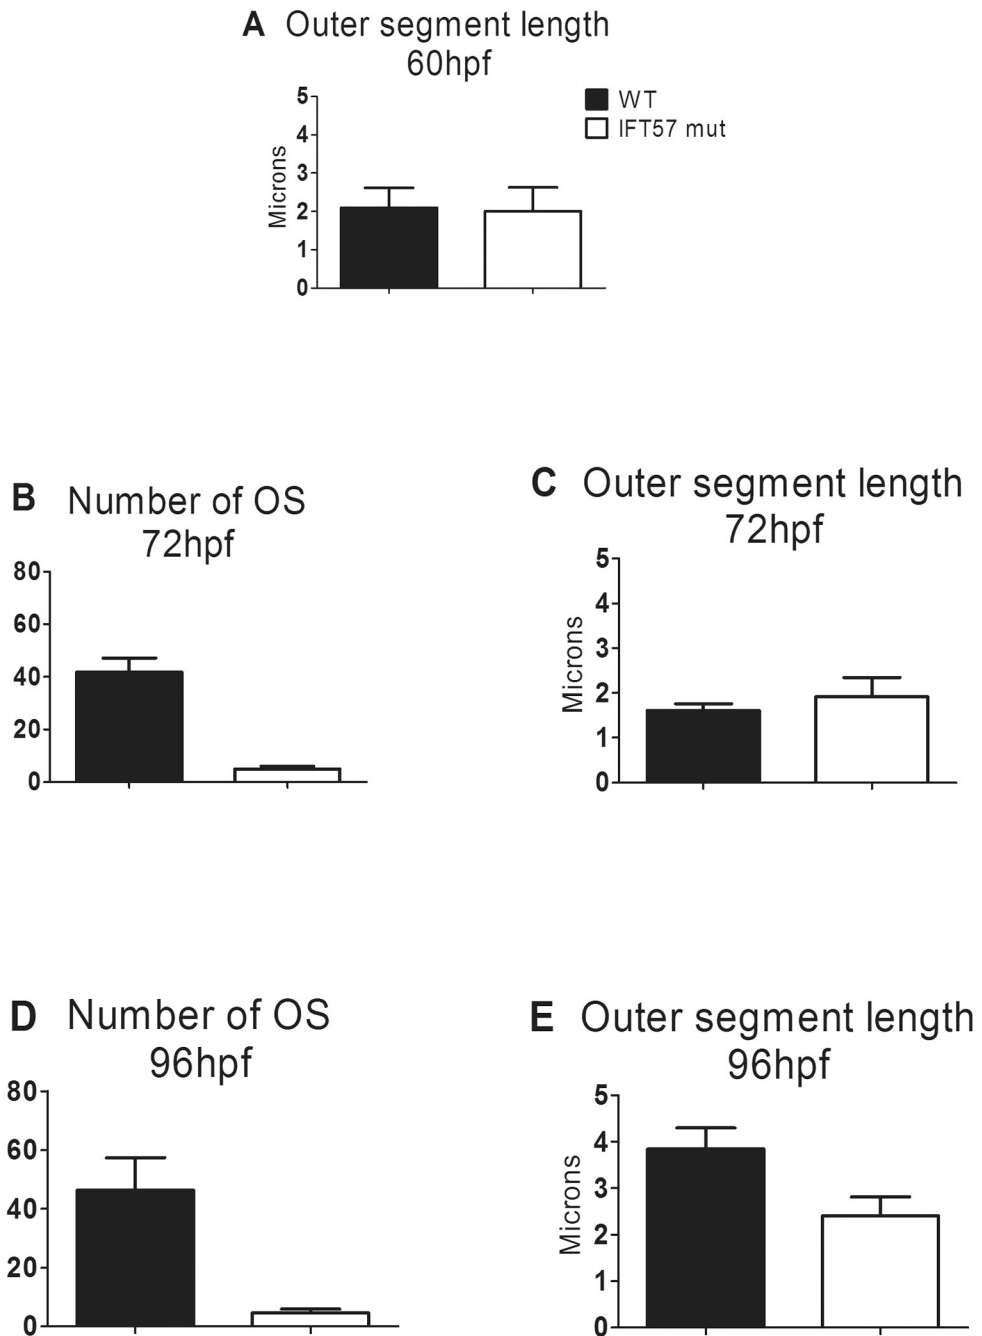 A Outer segment length
60hpf
WT
IFT57 mut
5
4
3
2
1
0
Microns
B Number of OS
72hpf
80
60
40
20
0
C Outer segment length
72hpf
5
4
3
2
1
0
Microns
D Number of OS
96hpf
80
60
40
20
0
E Outer segment length
96hpf
5
4
3
2
1
0
Microns